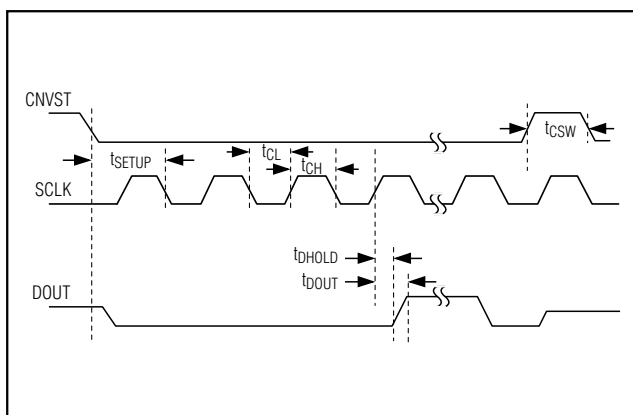 CNVST
tCSW
tSETUP
tCL
tCH
SCLK
tDHOLD
tDOUT
DOUT